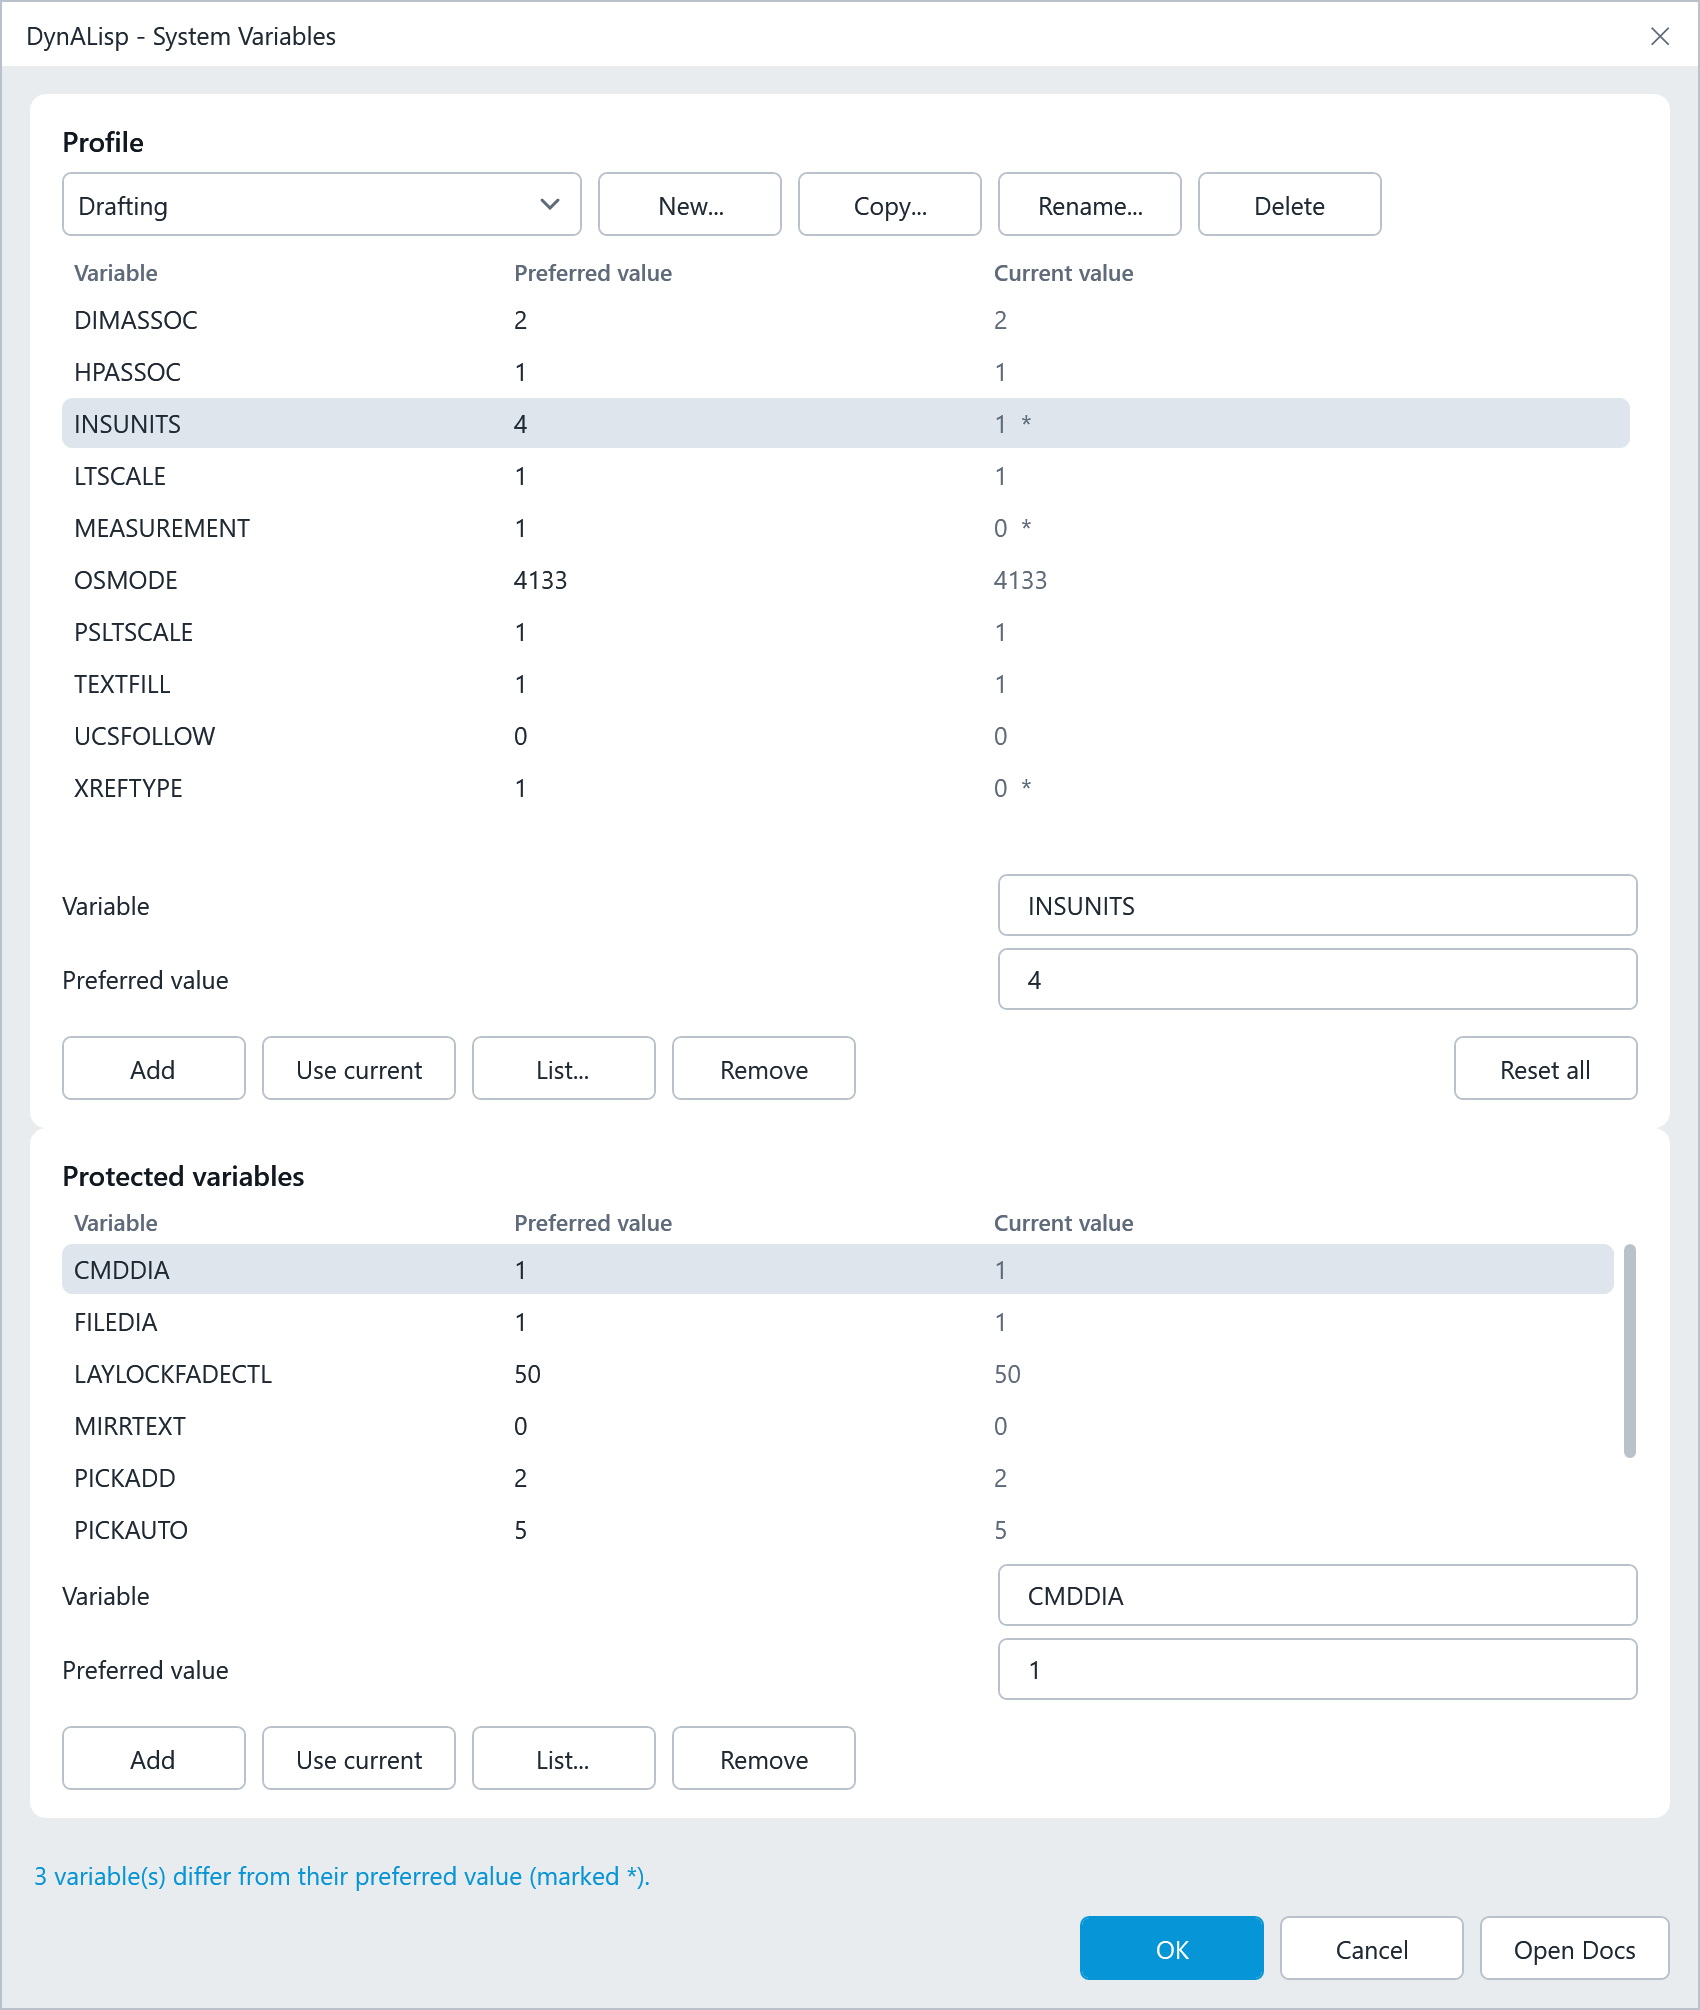 DynALisp - System Variables
Profile
Drafting New... Copy... Rename... Delete
Variable Preferred value Current value
DIMASSOC 2 2
HPASSOC 1 1
INSUNITS 4 1 *
LTSCALE 1 1
MEASUREMENT 1 0 *
OSMODE 4133 4133
PSLTSCALE 1 1
TEXTFILL 1 1
UCSFOLLOW 0 0
XREFTYPE 1 0 *
Variable INSUNITS
Preferred value 4
Add Use current List... Remove Reset all
Protected variables
Variable Preferred value Current value
CMDDIA 1 1
FILEDIA 1 1
LAYLOCKFADECTL 50 50
MIRRTEXT 0 0
PICKADD 2 2
PICKAUTO 5 5
Variable CMDDIA
Preferred value 1
Add Use current List... Remove
3 variable(s) differ from their preferred value (marked *).
OK Cancel Open Docs